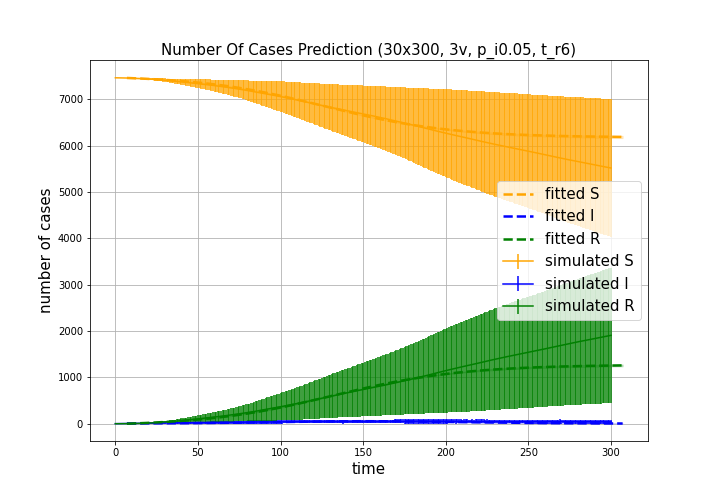 Number Of Cases Prediction (30x300, 3v, p_i0.05, t_r6)
number of cases
7000
6000
5000
4000
3000
2000
1000
0
fitted S
fitted I
fitted R
simulated S
simulated I
simulated R
0 50 100 150 200 250 300
time